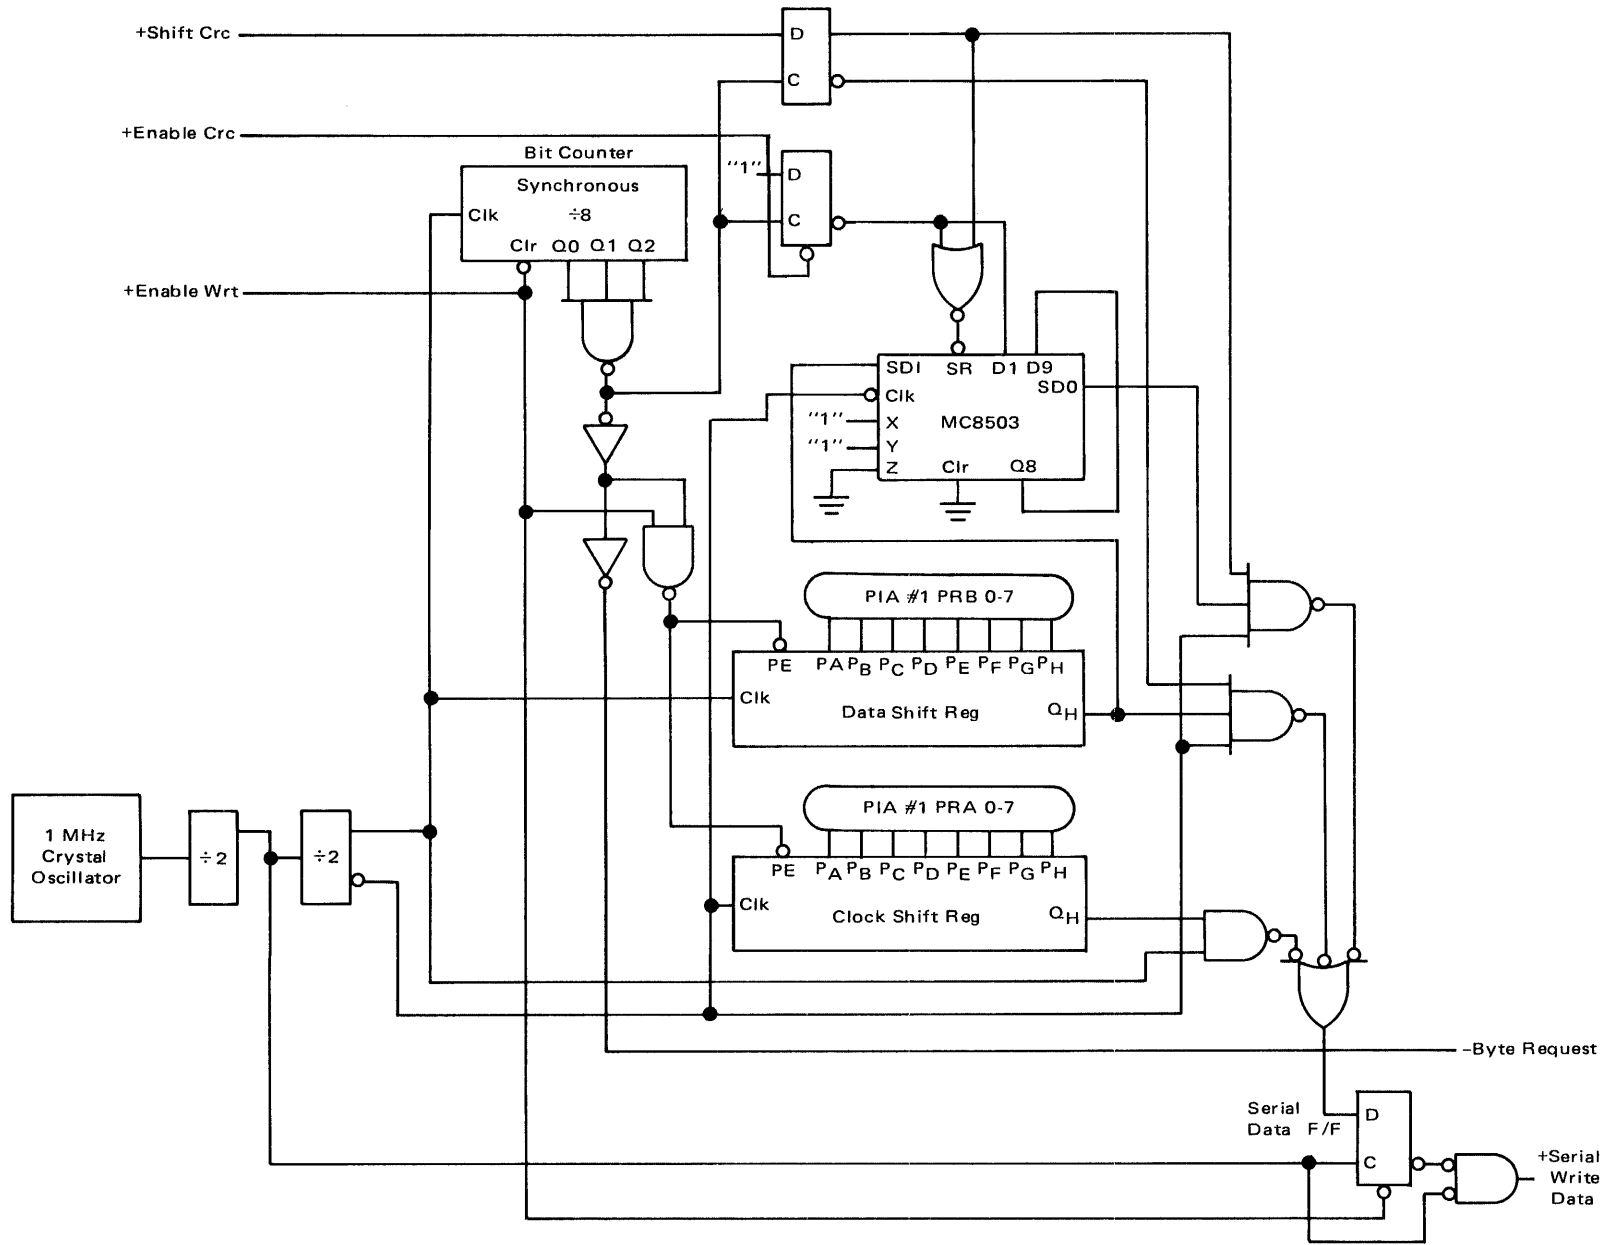 +Shift Crc
D
C
+Enable Crc
Bit Counter
"1"
D
C
Synchronous
÷8
Clk
Clr Q0 Q1 Q2
+Enable Wrt
SDI SR D1 D9
SD0
Clk
"1" X
MC8503
"1" Y
Z Clr Q8
PIA #1 PRB 0-7
PE PA PB PC PD PE PF PG PH
Clk
Data Shift Reg
QH
PIA #1 PRA 0-7
1 MHz
Crystal
Oscillator
÷2
÷2
PE PA PB PC PD PE PF PG PH
Clk
Clock Shift Reg
QH
–Byte Request
Serial
Data F/F
D
C
+Serial
Write
Data